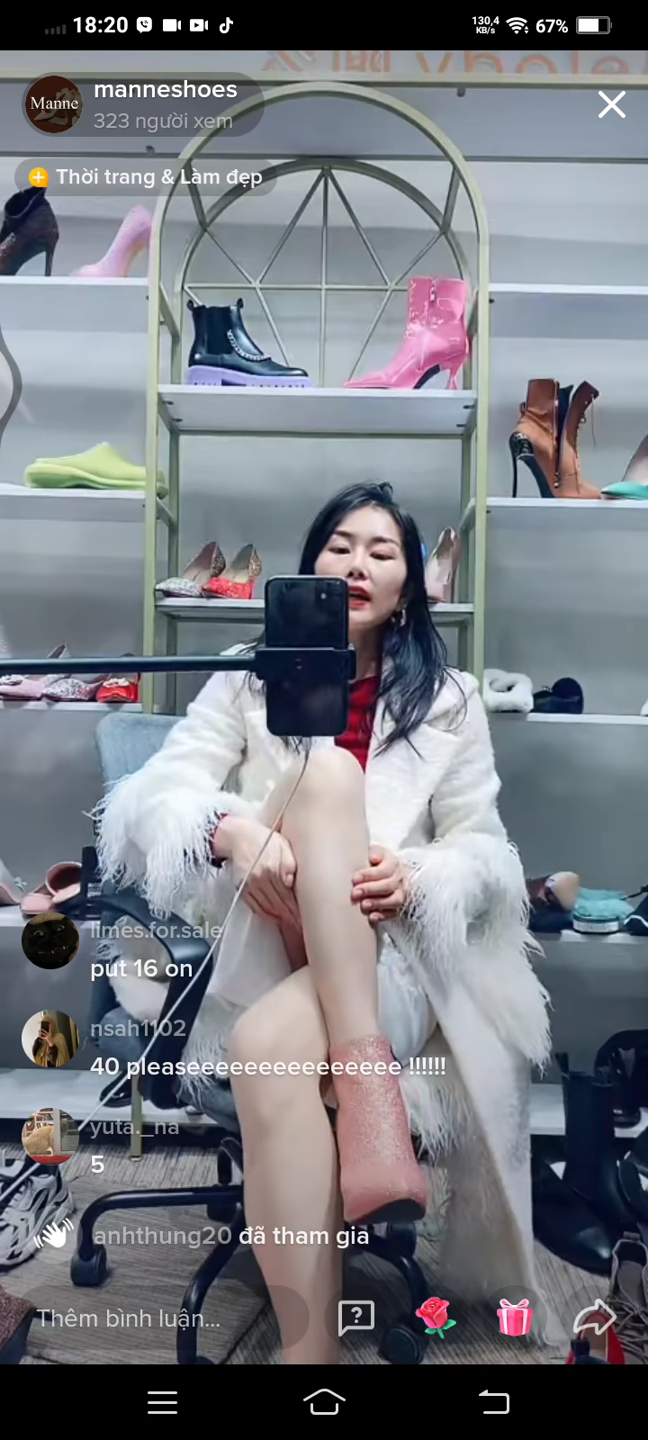 18:20
130,4
KB/s
67%
Manne
manneshoes
323 người xem
Thời trang & Làm đẹp
limes.for.sale
put 16 on
nsah1102
40 pleaseeeeeeeeeeeeeee !!!!!!
yuta._na
5
anhthung20 đã tham gia
Thêm bình luận...